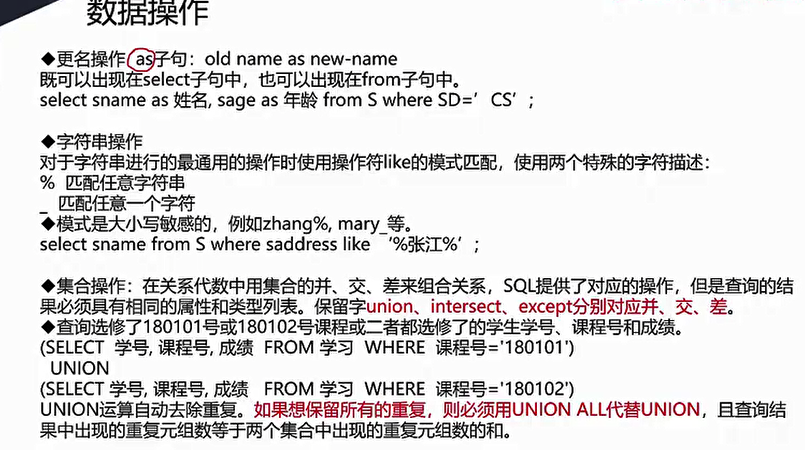 数据操作
◆更名操作 as子句：old name as new-name
既可以出现在select子句中，也可以出现在from子句中。
select sname as 姓名, sage as 年龄 from S where SD=’CS’;
◆字符串操作
对于字符串进行的最通用的操作时使用操作符like的模式匹配，使用两个特殊的字符描述：
% 匹配任意字符串
_ 匹配任意一个字符
◆模式是大小写敏感的，例如zhang%, mary_等。
select sname from S where saddress like ‘%张江%’;
◆集合操作：在关系代数中用集合的并、交、差来组合关系，SQL提供了对应的操作，但是查询的结
果必须具有相同的属性和类型列表。保留字union、intersect、except分别对应并、交、差。
◆查询选修了180101号或180102号课程或二者都选修了的学生学号、课程号和成绩。
(SELECT 学号, 课程号, 成绩 FROM 学习 WHERE 课程号='180101')
UNION
(SELECT 学号, 课程号, 成绩 FROM 学习 WHERE 课程号='180102')
UNION运算自动去除重复。如果想保留所有的重复，则必须用UNION ALL代替UNION，且查询结
果中出现的重复元组数等于两个集合中出现的重复元组数的和。